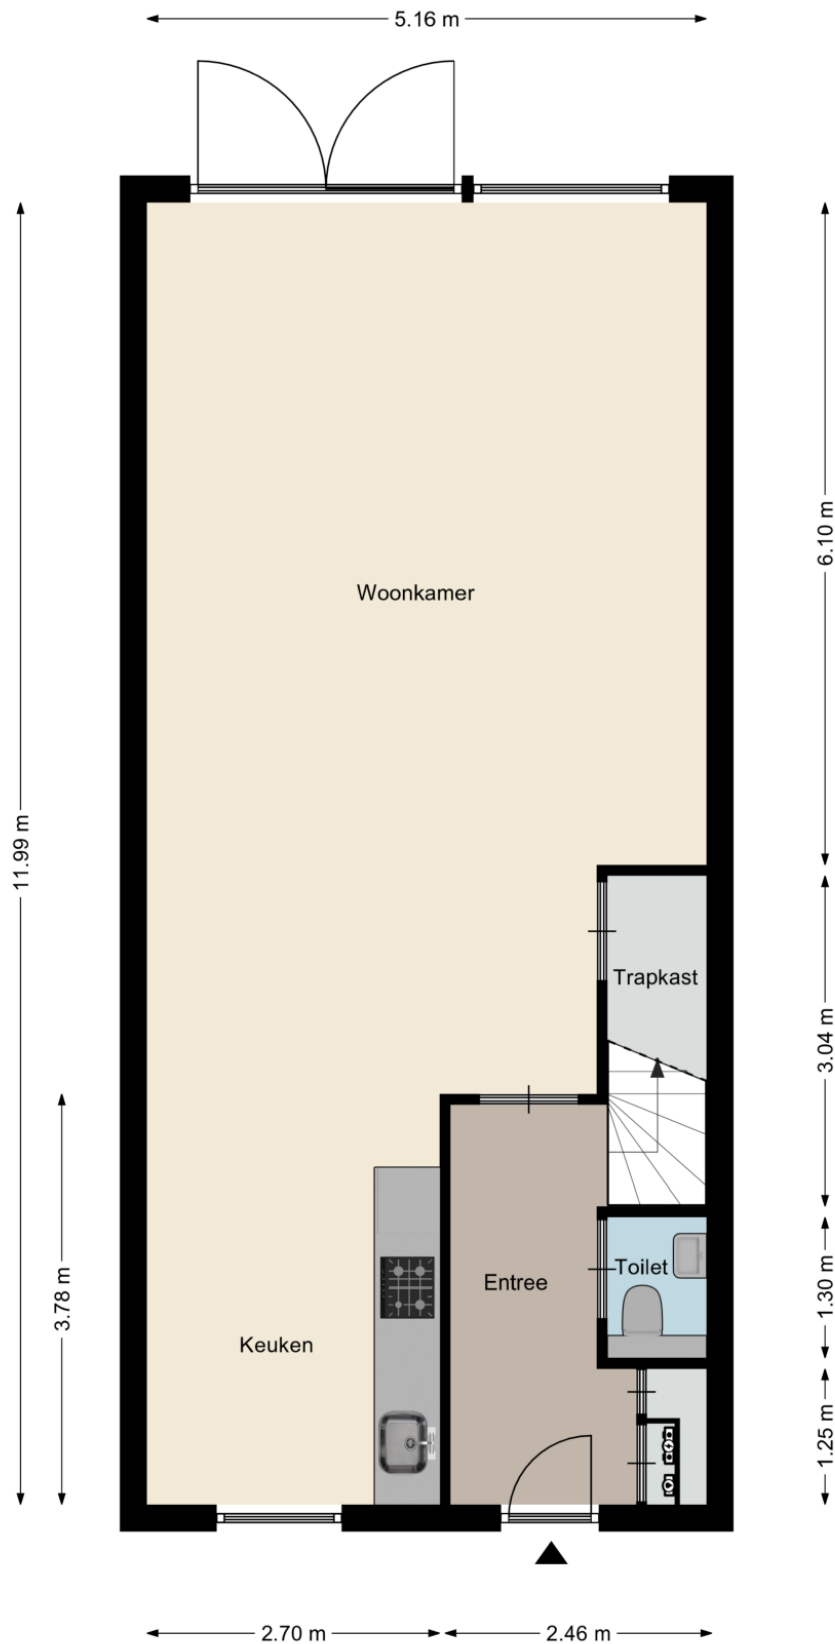 5.16 m
6.10 m
Woonkamer
11.99 m
Trapkast
3.04 m
Toilet
Entree
1.30 m
3.78 m
Keuken
1.25 m
2.70 m
2.46 m